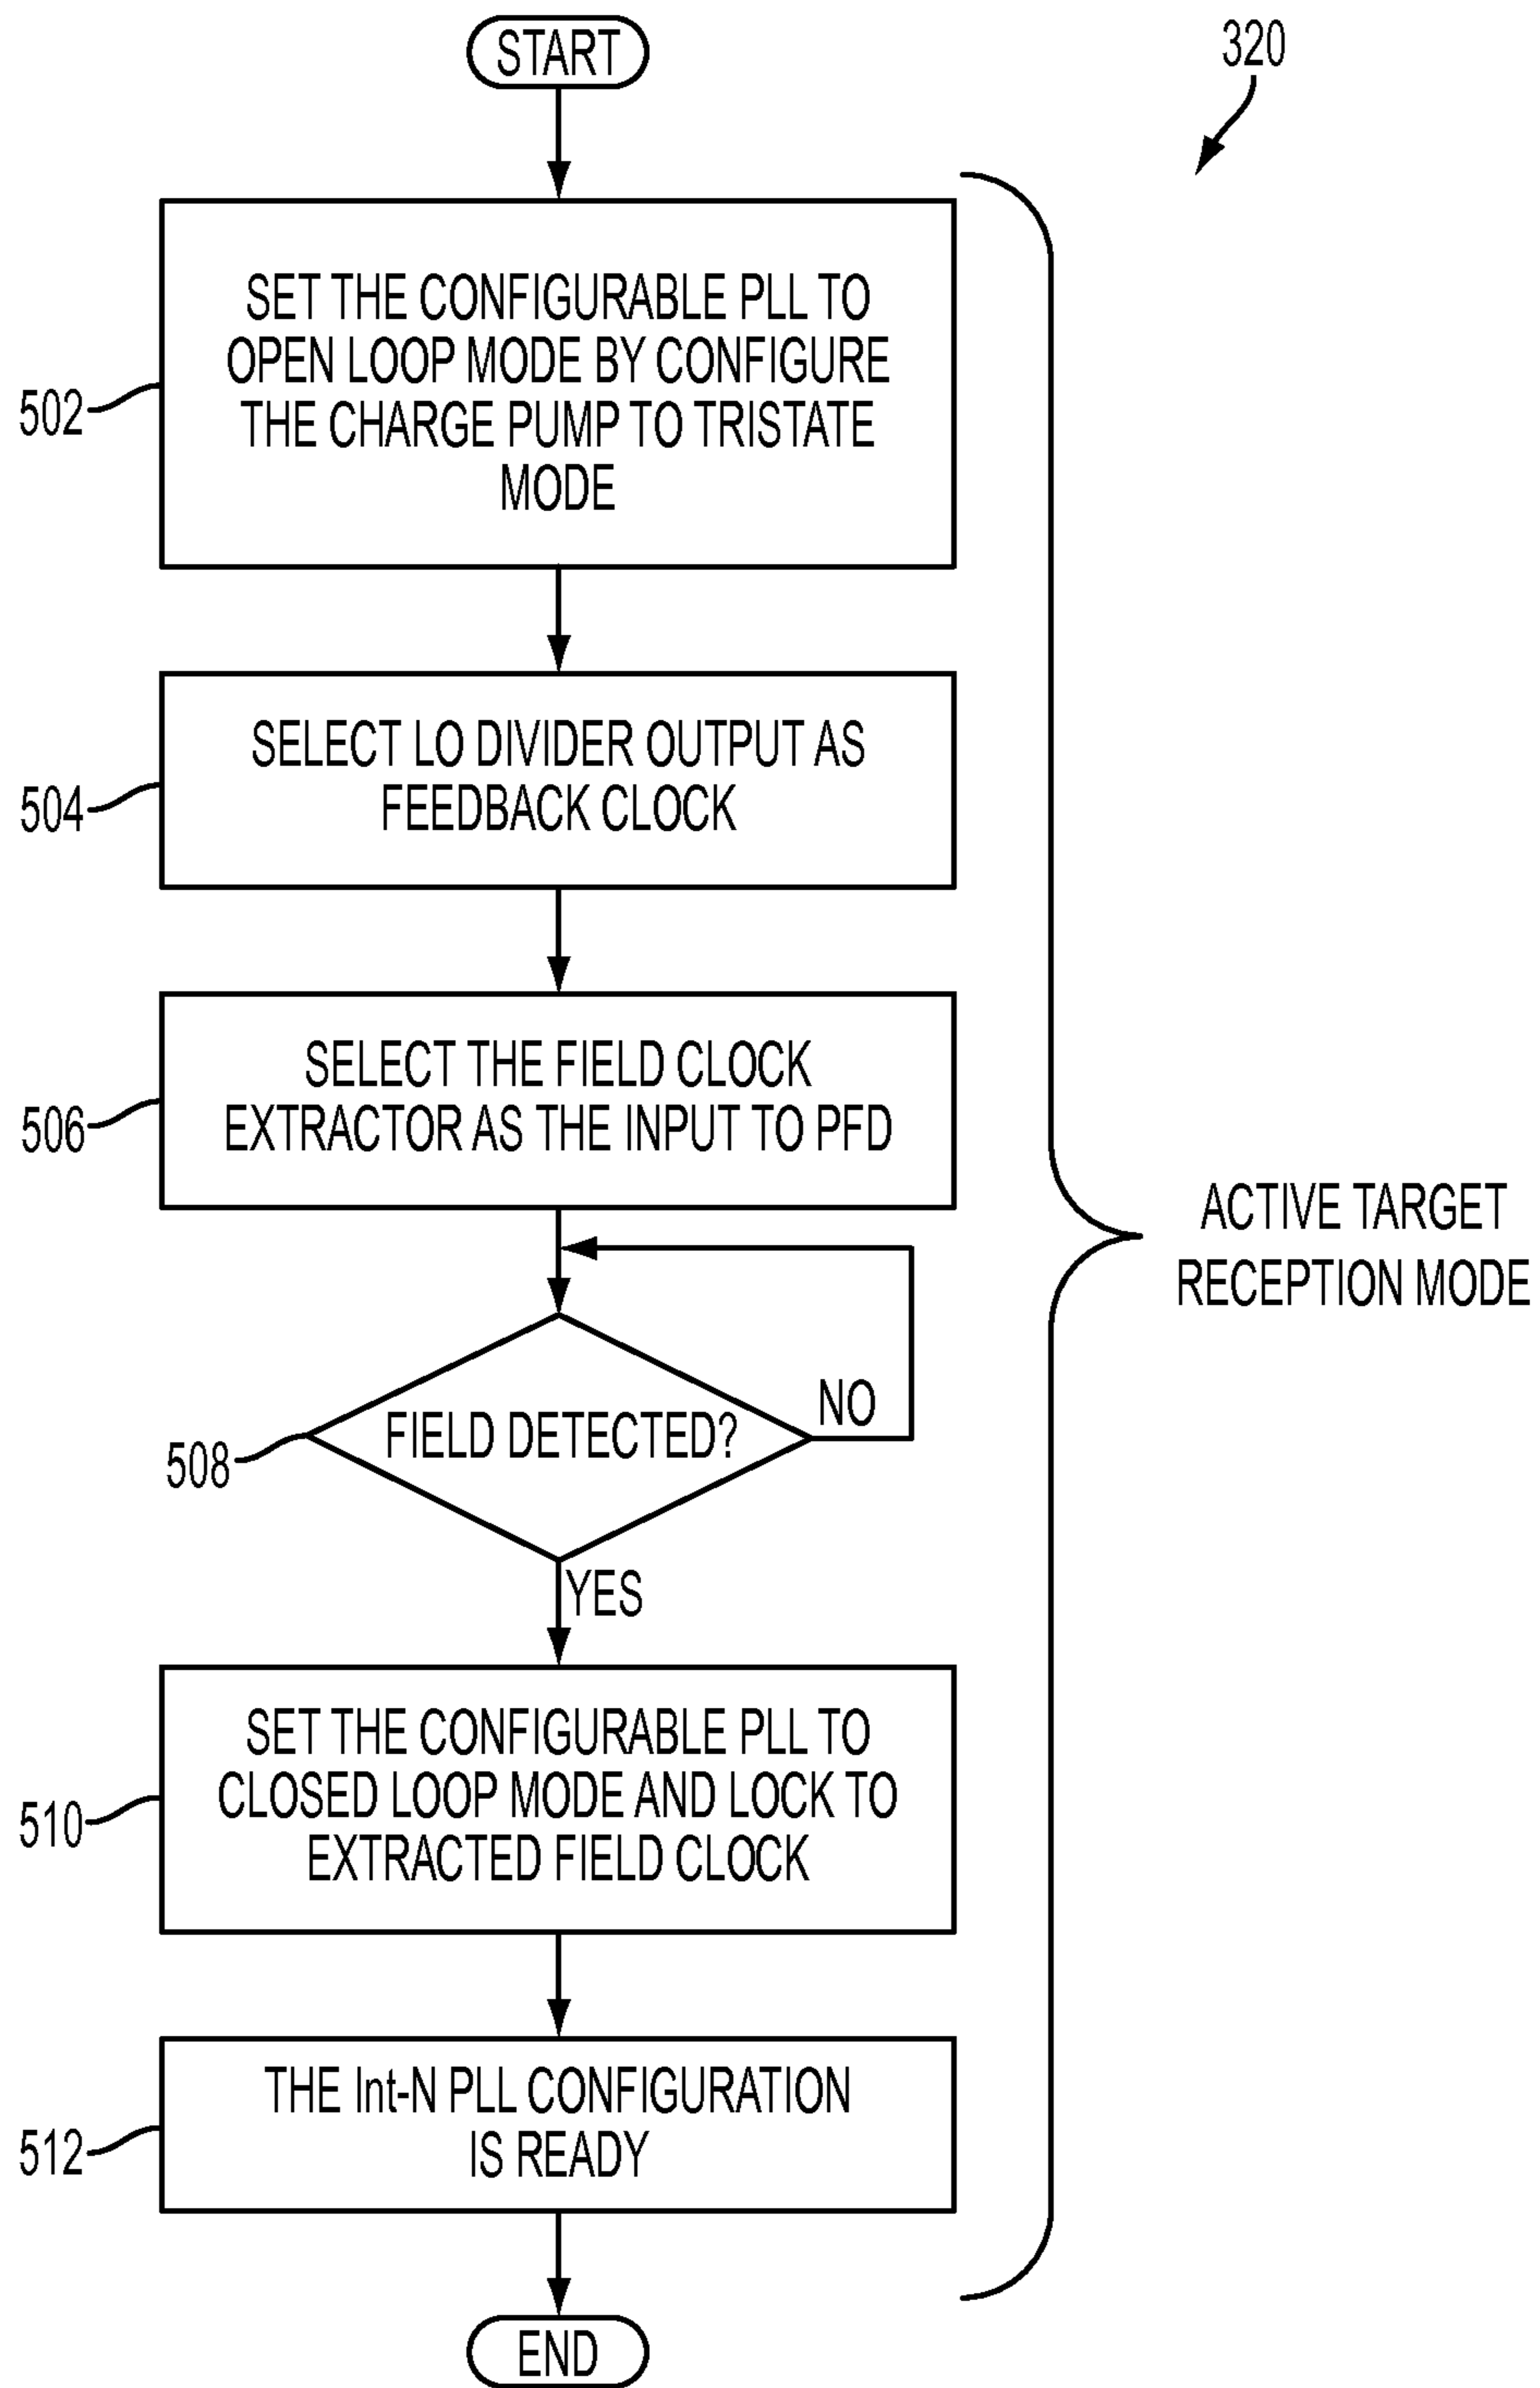 START
320
SET THE CONFIGURABLE PLL TO
OPEN LOOP MODE BY CONFIGURE
THE CHARGE PUMP TO TRISTATE
MODE
502
SELECT LO DIVIDER OUTPUT AS
FEEDBACK CLOCK
504
SELECT THE FIELD CLOCK
EXTRACTOR AS THE INPUT TO PFD
506
ACTIVE TARGET
RECEPTION MODE
FIELD DETECTED?
NO
508
YES
SET THE CONFIGURABLE PLL TO
CLOSED LOOP MODE AND LOCK TO
EXTRACTED FIELD CLOCK
510
THE Int-N PLL CONFIGURATION
IS READY
512
END